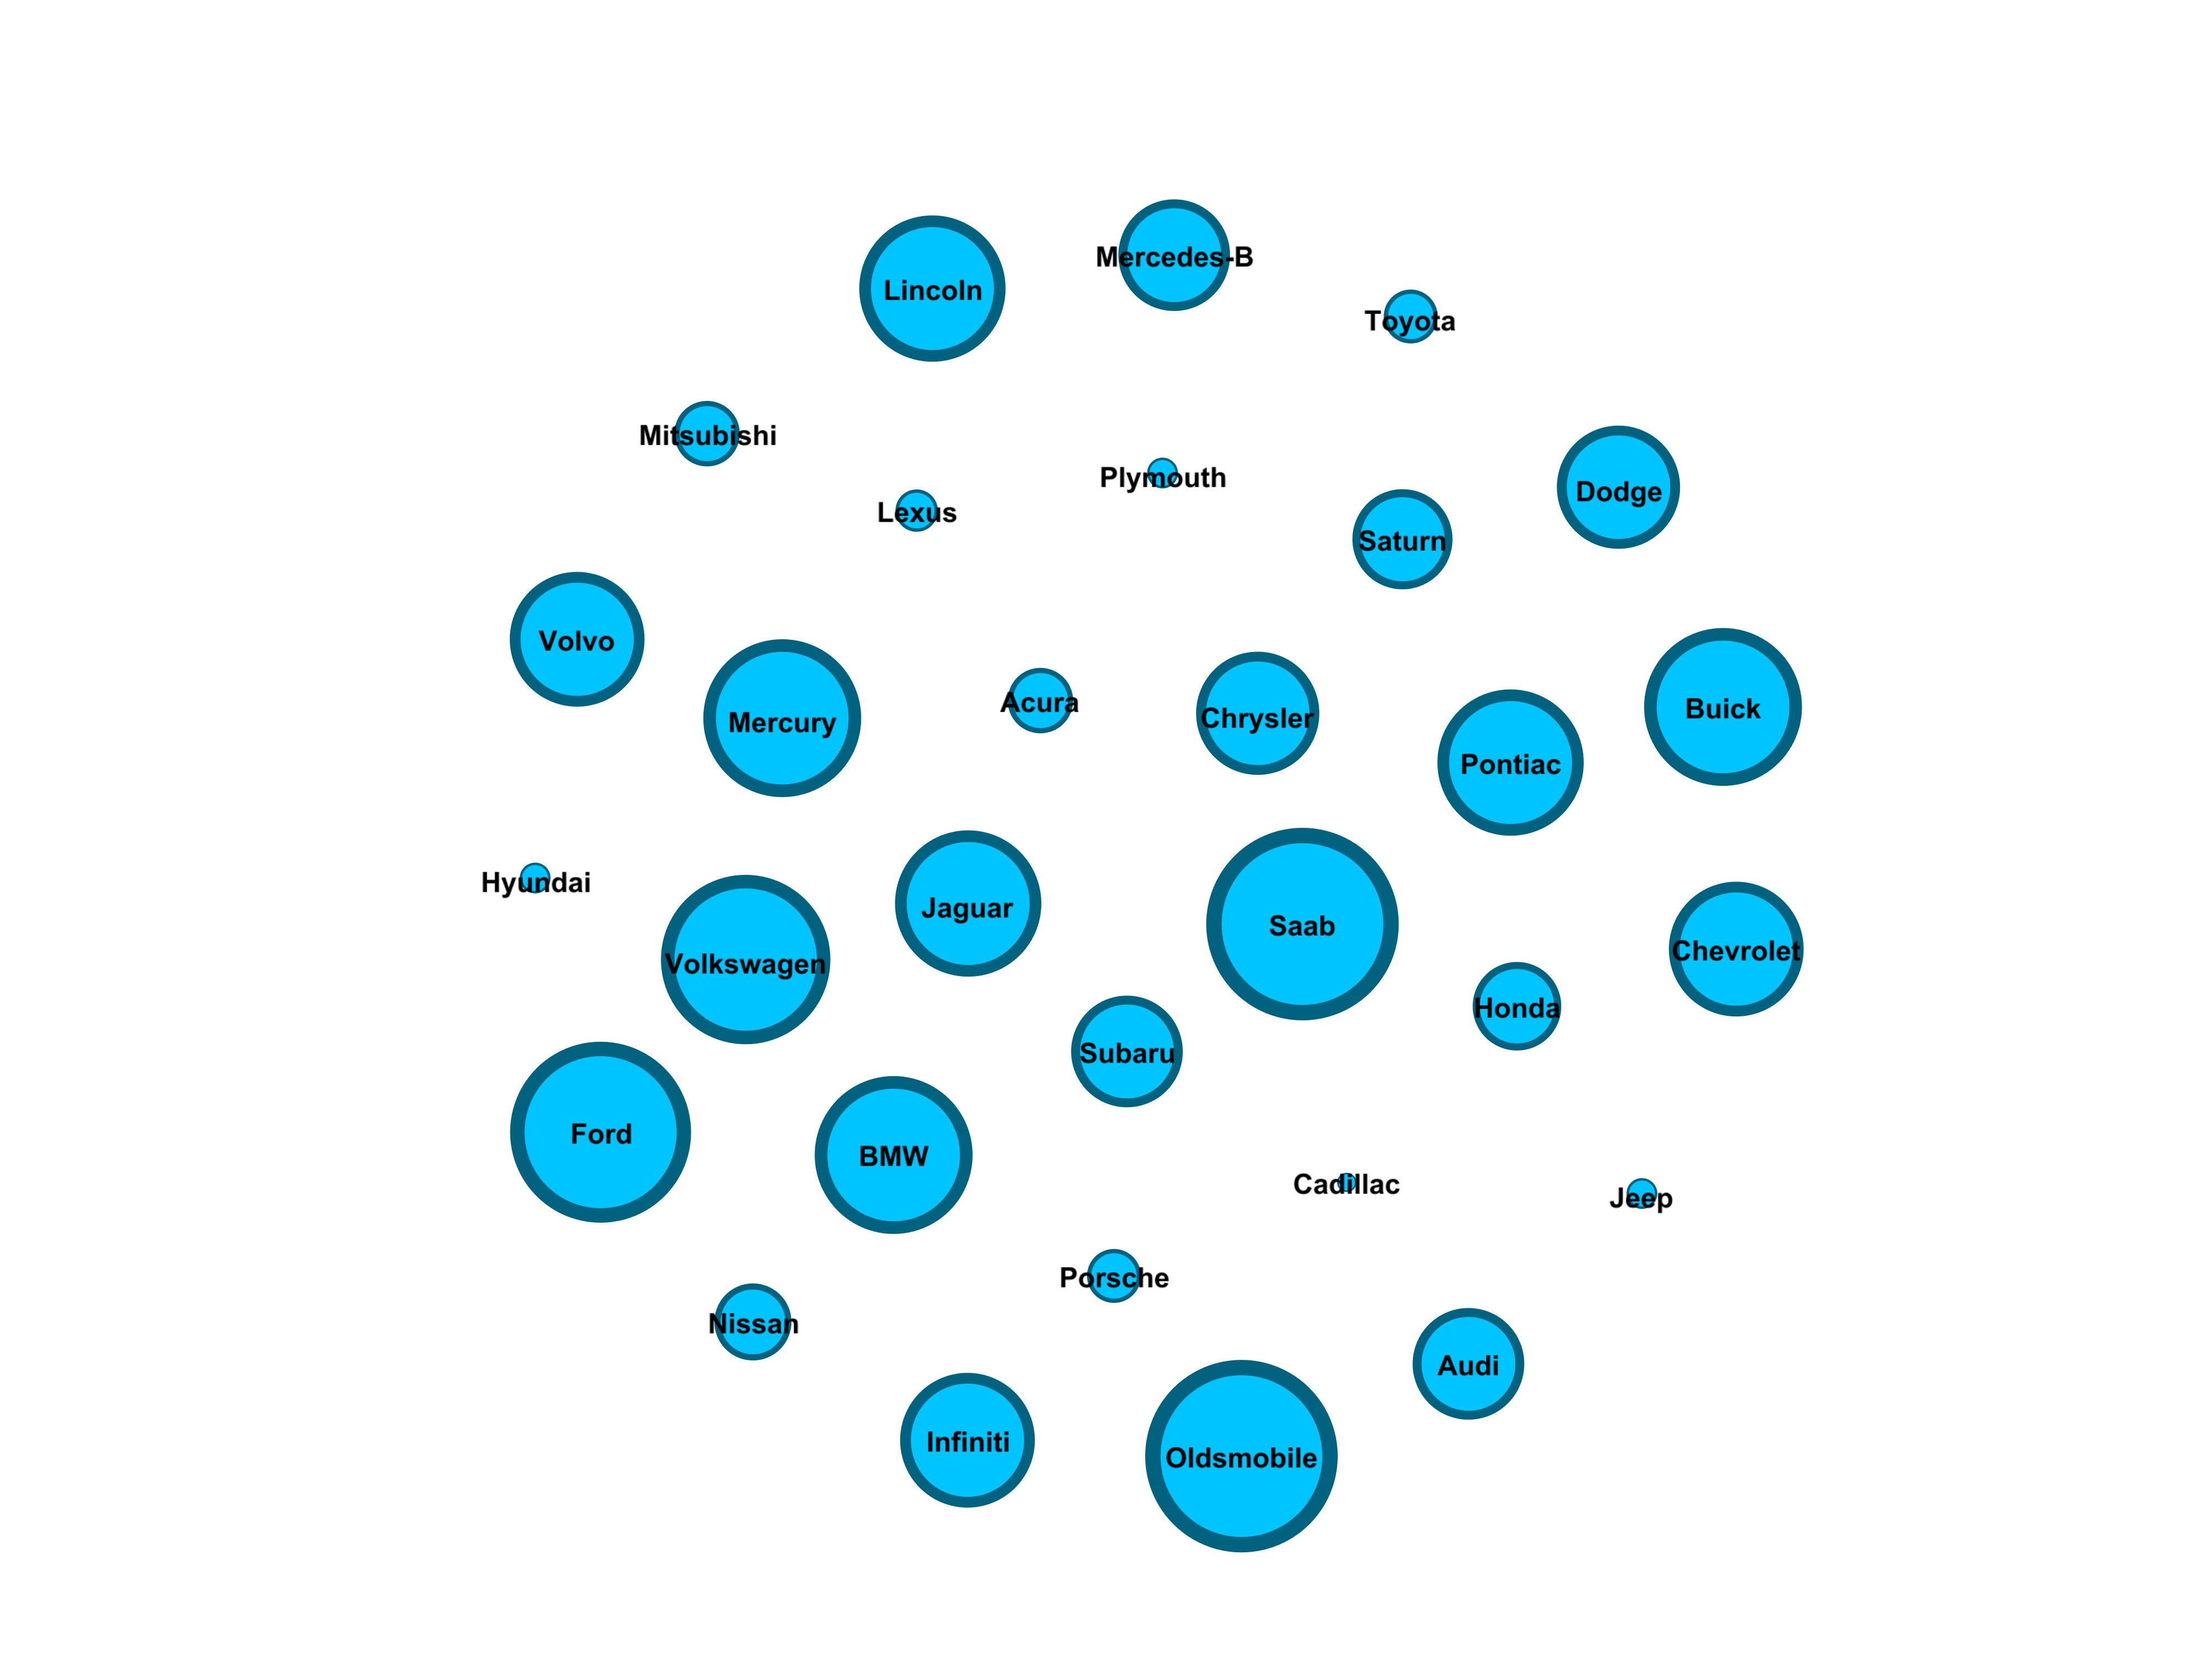 Mercedes-B
Lincoln
Toyota
Mitsubishi
Plymouth
Dodge
Lexus
Saturn
Volvo
Acura
Buick
Chrysler
Mercury
Pontiac
Hyundai
Jaguar
Saab
Chevrolet
Volkswagen
Honda
Subaru
Ford
BMW
Cadillac
Jeep
Porsche
Nissan
Audi
Infiniti
Oldsmobile